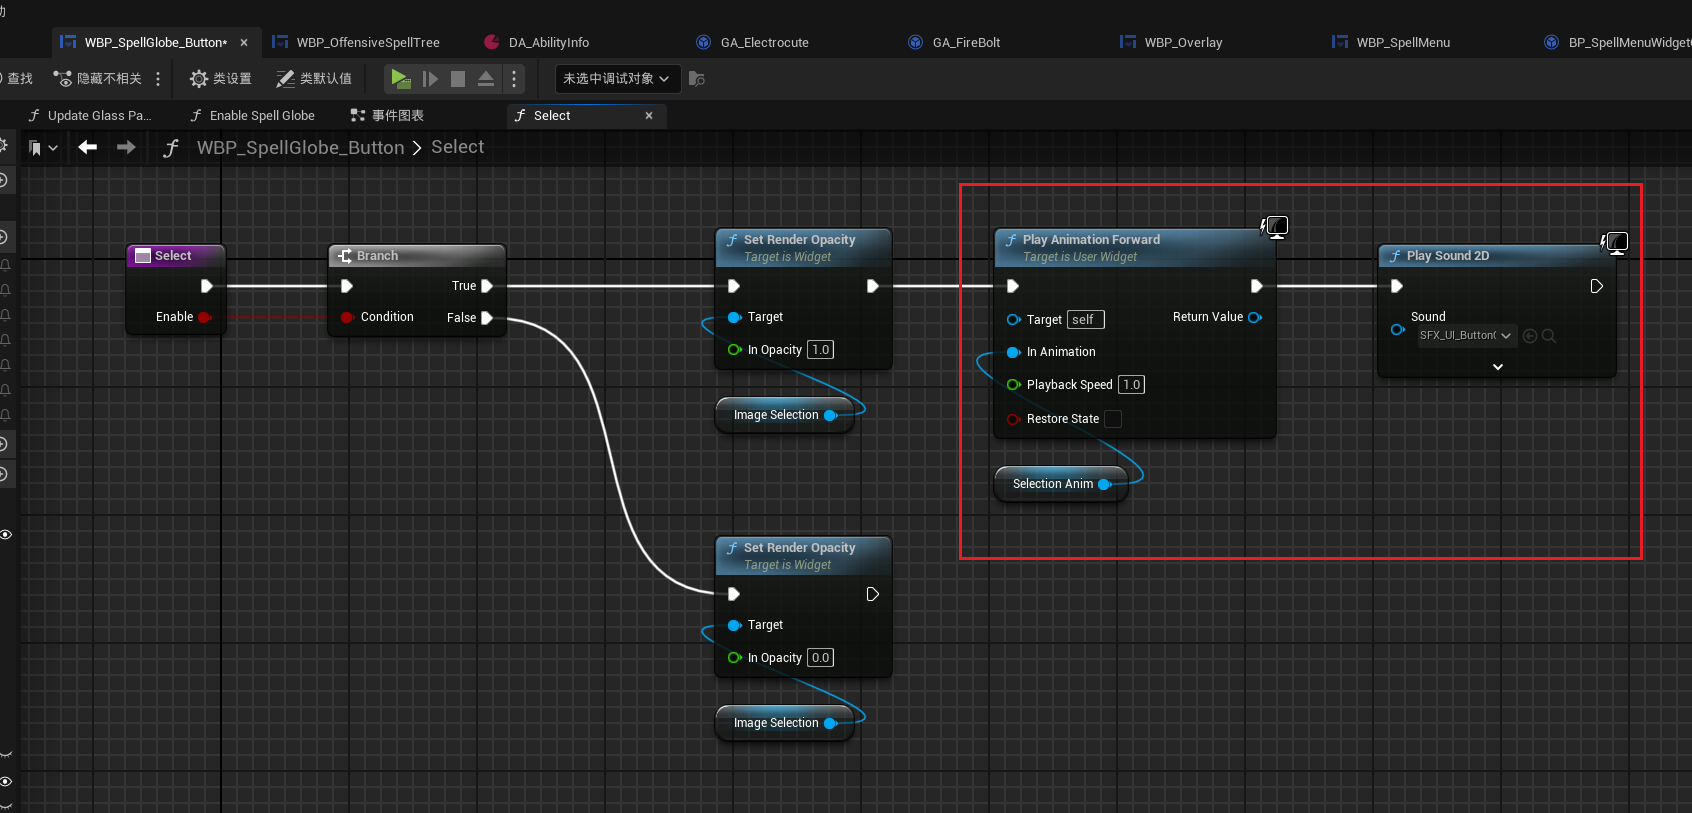 WBP_SpellGlobe_Button*
WBP_OffensiveSpellTree
DA_AbilityInfo
GA_Electrocute
GA_FireBolt
WBP_Overlay
WBP_SpellMenu
BP_SpellMenuWidget
查找
隐藏不相关
类设置
类默认值
未选中调试对象
Update Glass Pa...
Enable Spell Globe
事件图表
Select
WBP_SpellGlobe_Button > Select
Select
Enable
Branch
True
Condition
False
Set Render Opacity
Target is Widget
Target
In Opacity 1.0
Image Selection
Play Animation Forward
Target is User Widget
Target self
Return Value
In Animation
Playback Speed 1.0
Restore State
Selection Anim
Play Sound 2D
Sound
SFX_UI_Button
Set Render Opacity
Target is Widget
Target
In Opacity 0.0
Image Selection